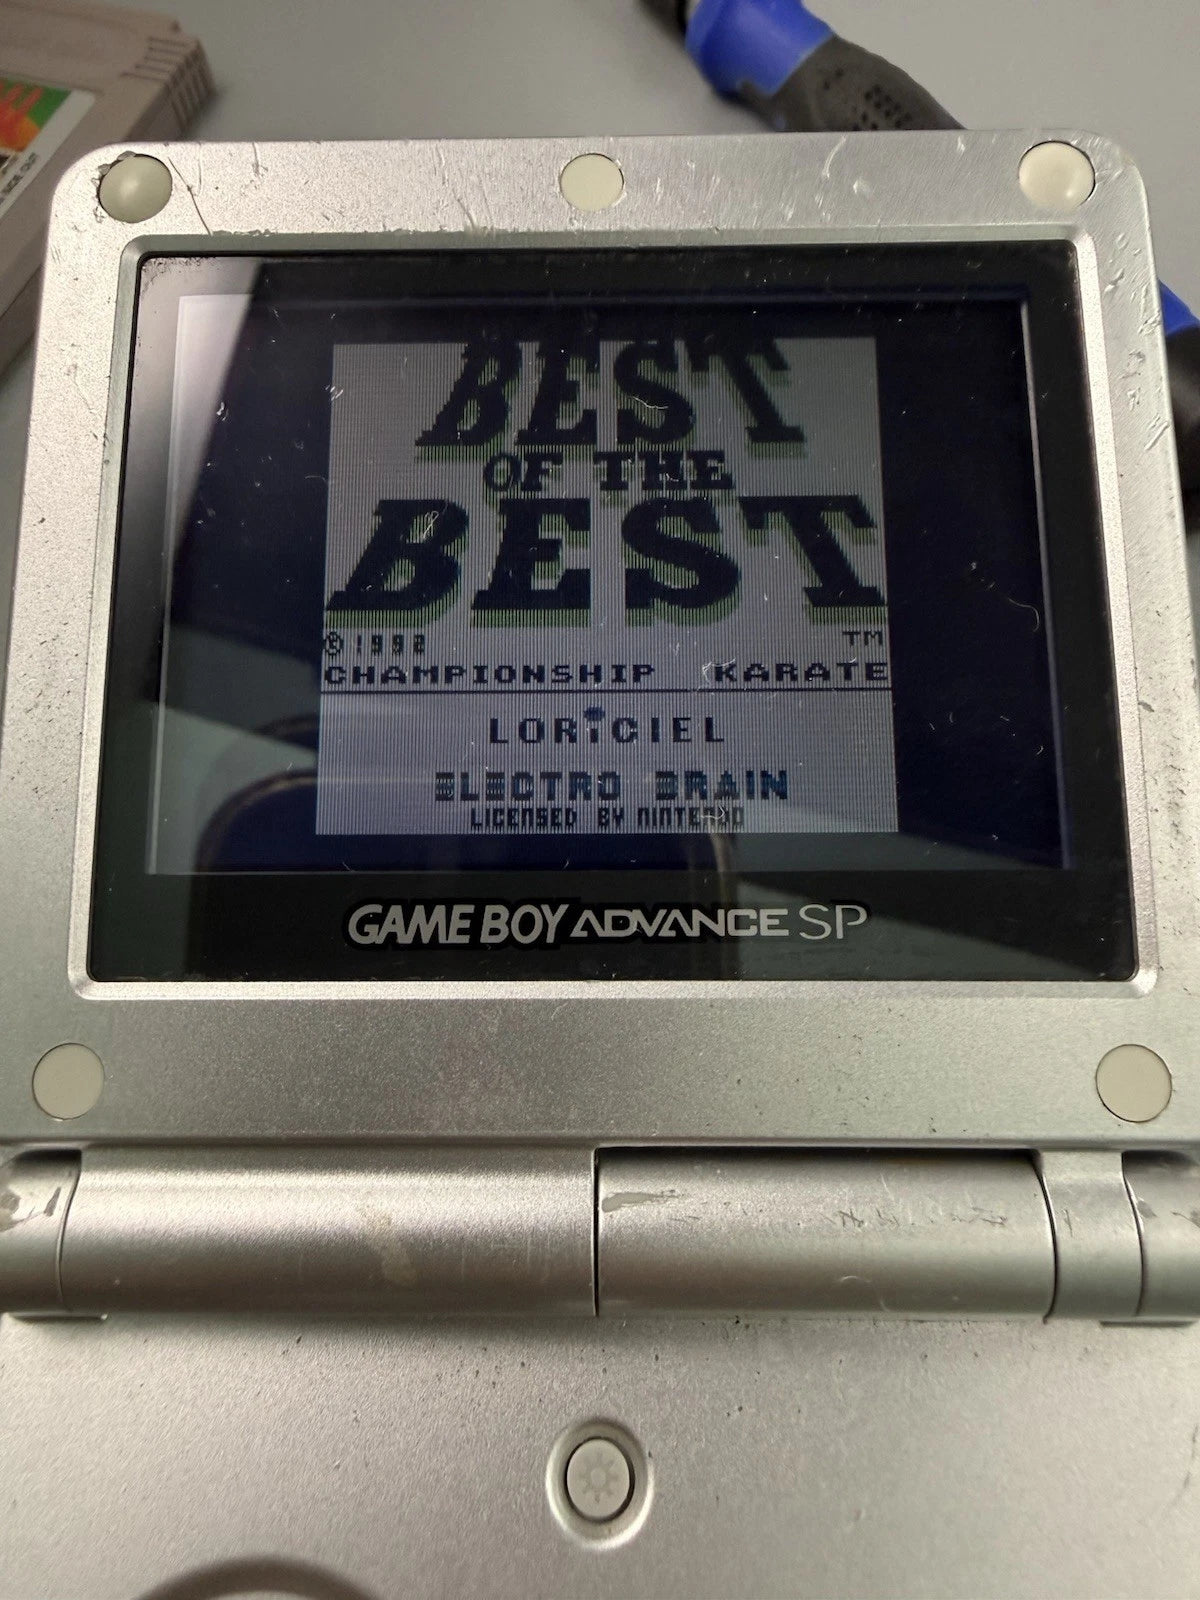 BEST
OF THE
BEST
®1992 TM
CHAMPIONSHIP KARATE
LORiCIEL
ELECTRO BRAIN
LICENSED BY NINTENDO
GAME BOY ADVANCE SP